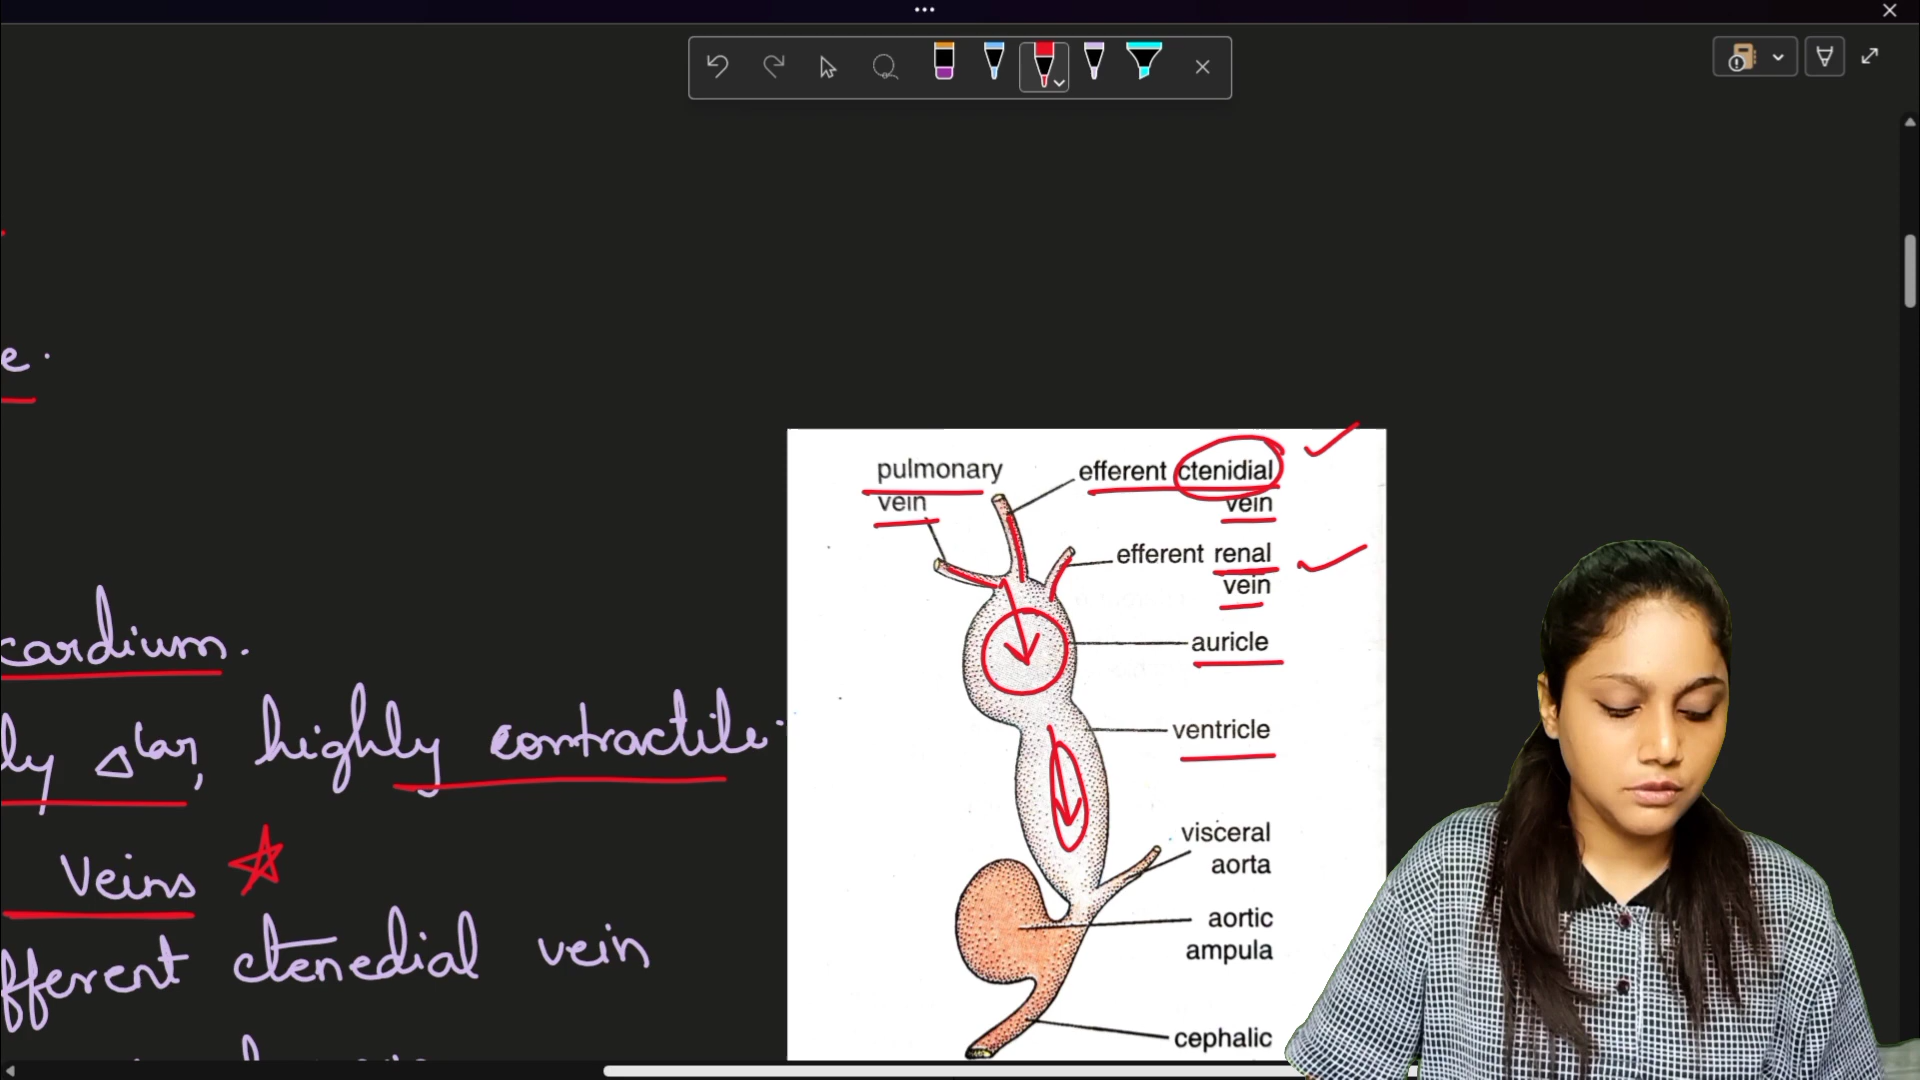 e.
cardium.
ly slar, highly contractile.
Veins
fferent ctenedial vein
pulmonary
vein
efferent ctenidial
vein
efferent renal
vein
auricle
ventricle
visceral
aorta
aortic
ampula
cephalic